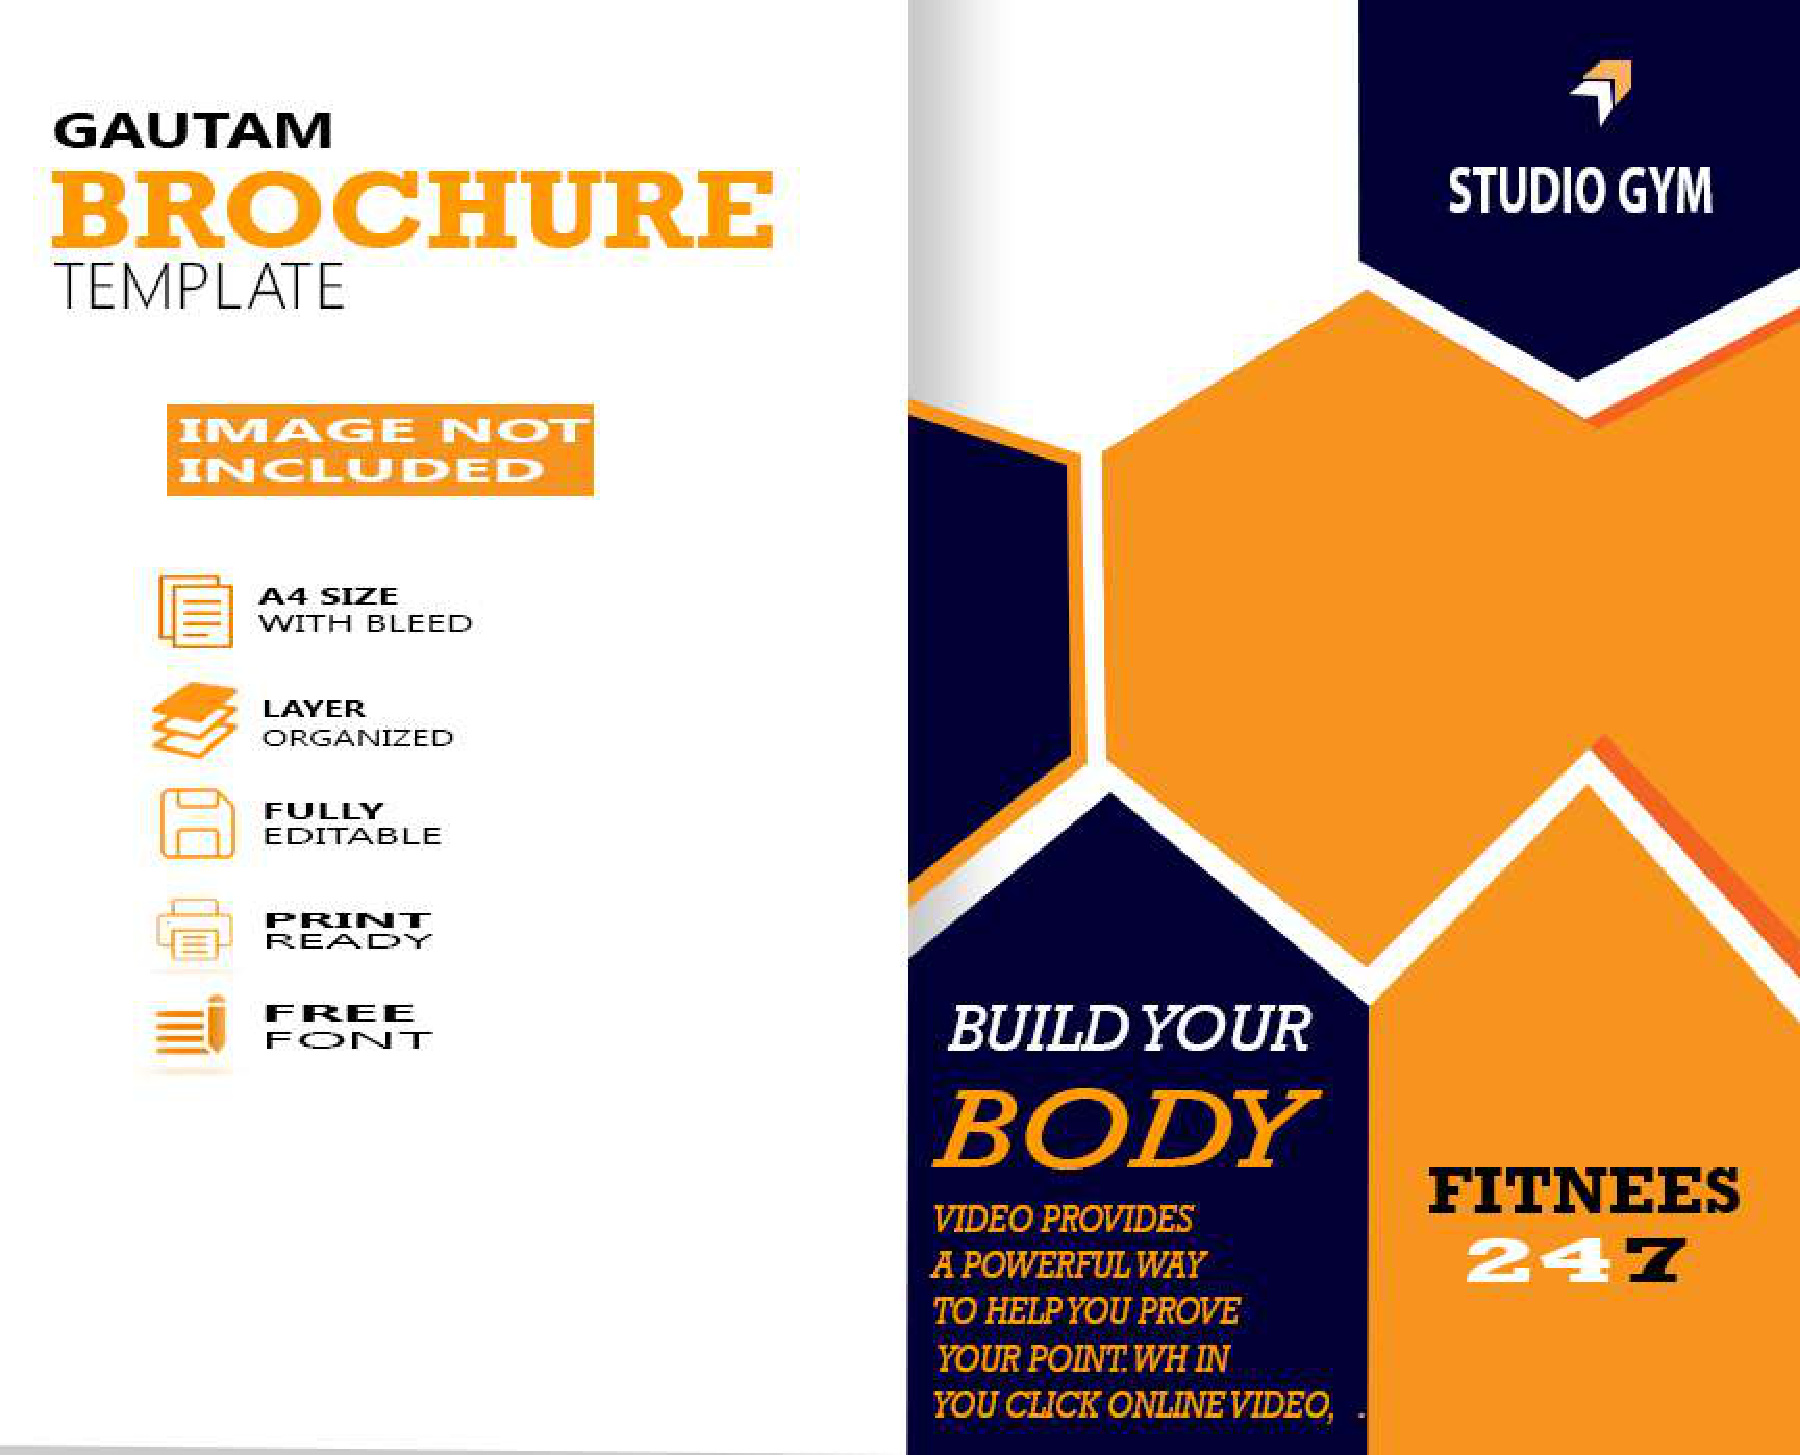 GAUTAM
BROCHURE
TEMPLATE
IMAGE NOT
INCLUDED
A4 SIZE
WITH BLEED
LAYER
ORGANIZED
FULLY
EDITABLE
PRINT
READY
FREE
FONT
STUDIO GYM
BUILD YOUR
BODY
VIDEO PROVIDES
A POWERFUL WAY
TO HELP YOU PROVE
YOUR POINT. WH IN
YOU CLICK ONLINE VIDEO, .
FITNEES
247